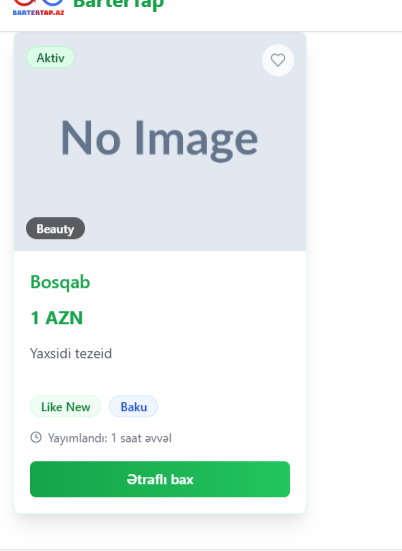 BARTERTAP.AZ
BarterTap
Aktiv
No Image
Beauty
Bosqab
1 AZN
Yaxsidi tezeid
Like New
Baku
Yayımlandı: 1 saat əvvəl
Ətraflı bax